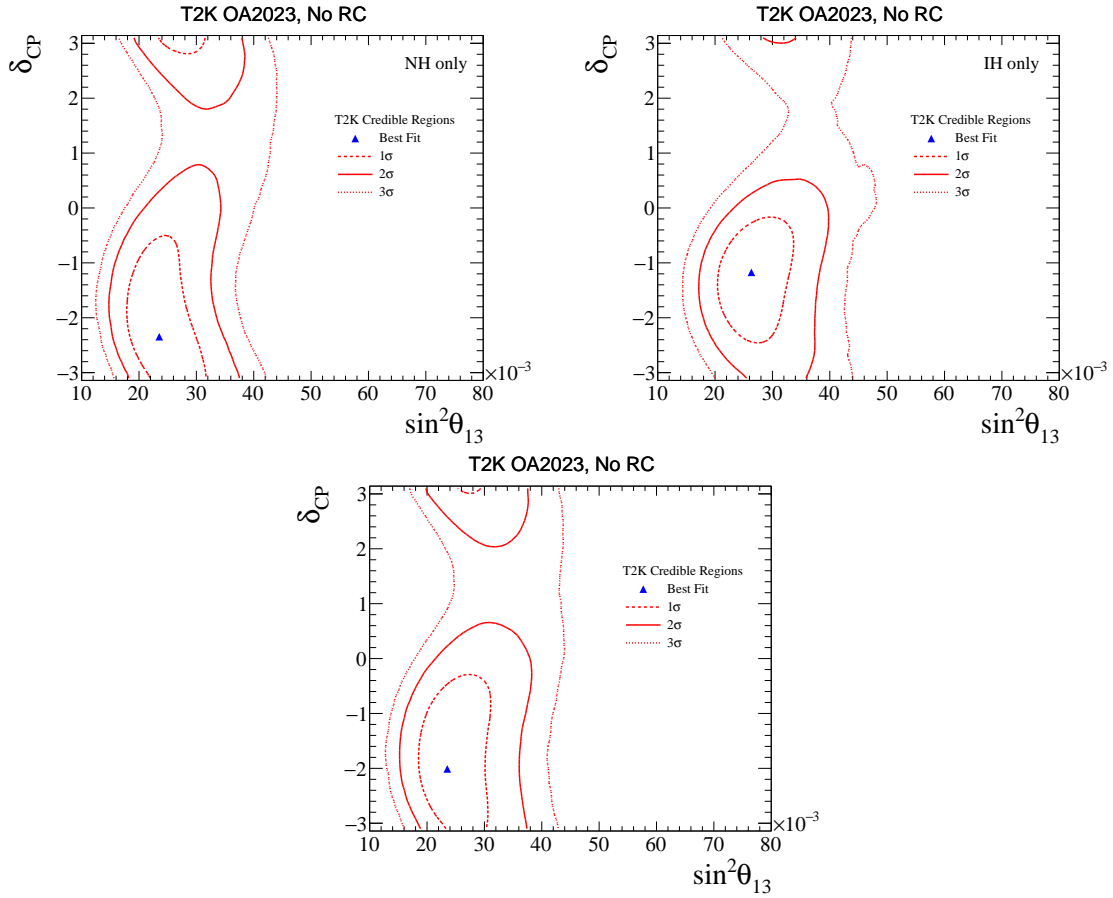 T2K OA2023, No RC
δCP
3
2
1
0
−1
−2
−3
NH only
T2K Credible Regions
Best Fit
1σ
2σ
3σ
10 20 30 40 50 60 70 80
×10−3
sin2θ13
T2K OA2023, No RC
δCP
3
2
1
0
−1
−2
−3
IH only
T2K Credible Regions
Best Fit
1σ
2σ
3σ
10 20 30 40 50 60 70 80
×10−3
sin2θ13
T2K OA2023, No RC
δCP
3
2
1
0
−1
−2
−3
T2K Credible Regions
Best Fit
1σ
2σ
3σ
10 20 30 40 50 60 70 80
×10−3
sin2θ13